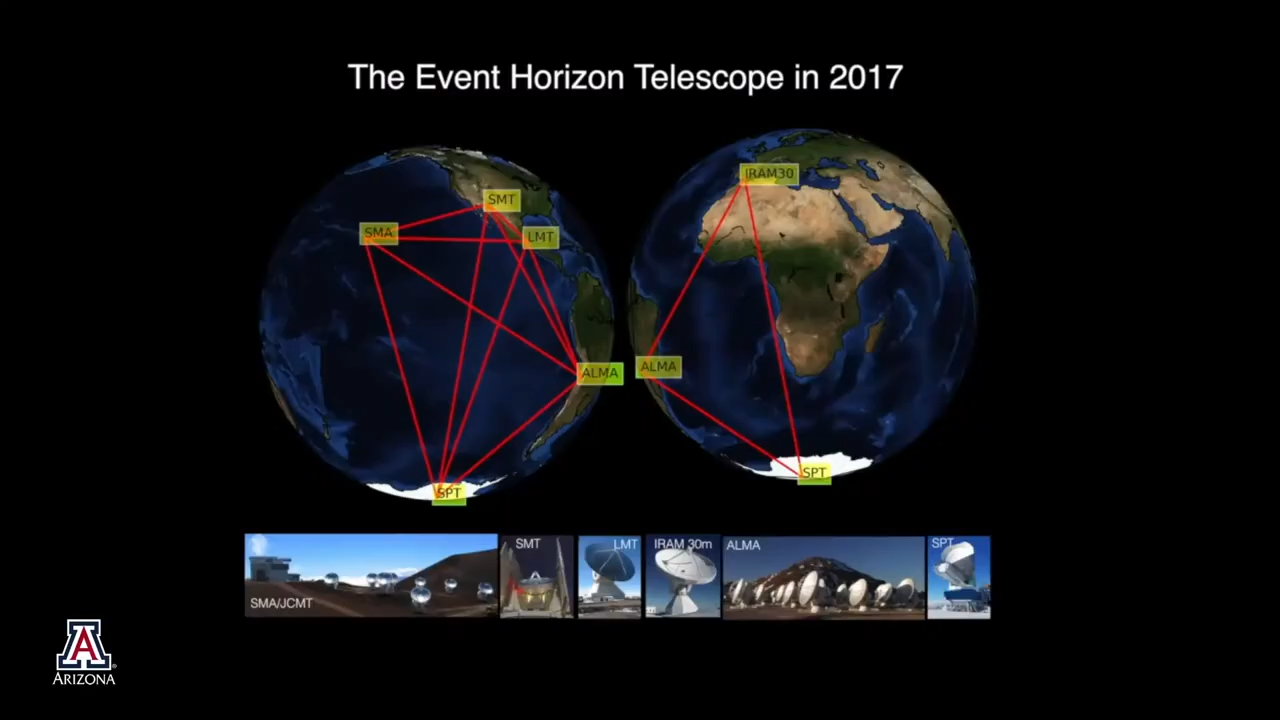 The Event Horizon Telescope in 2017
IRAM30
SMT
SMA
LMT
ALMA
ALMA
SPT
SPT
SMT
LMT
IRAM 30m
ALMA
SPT
SMA/JCMT
A
ARIZONA